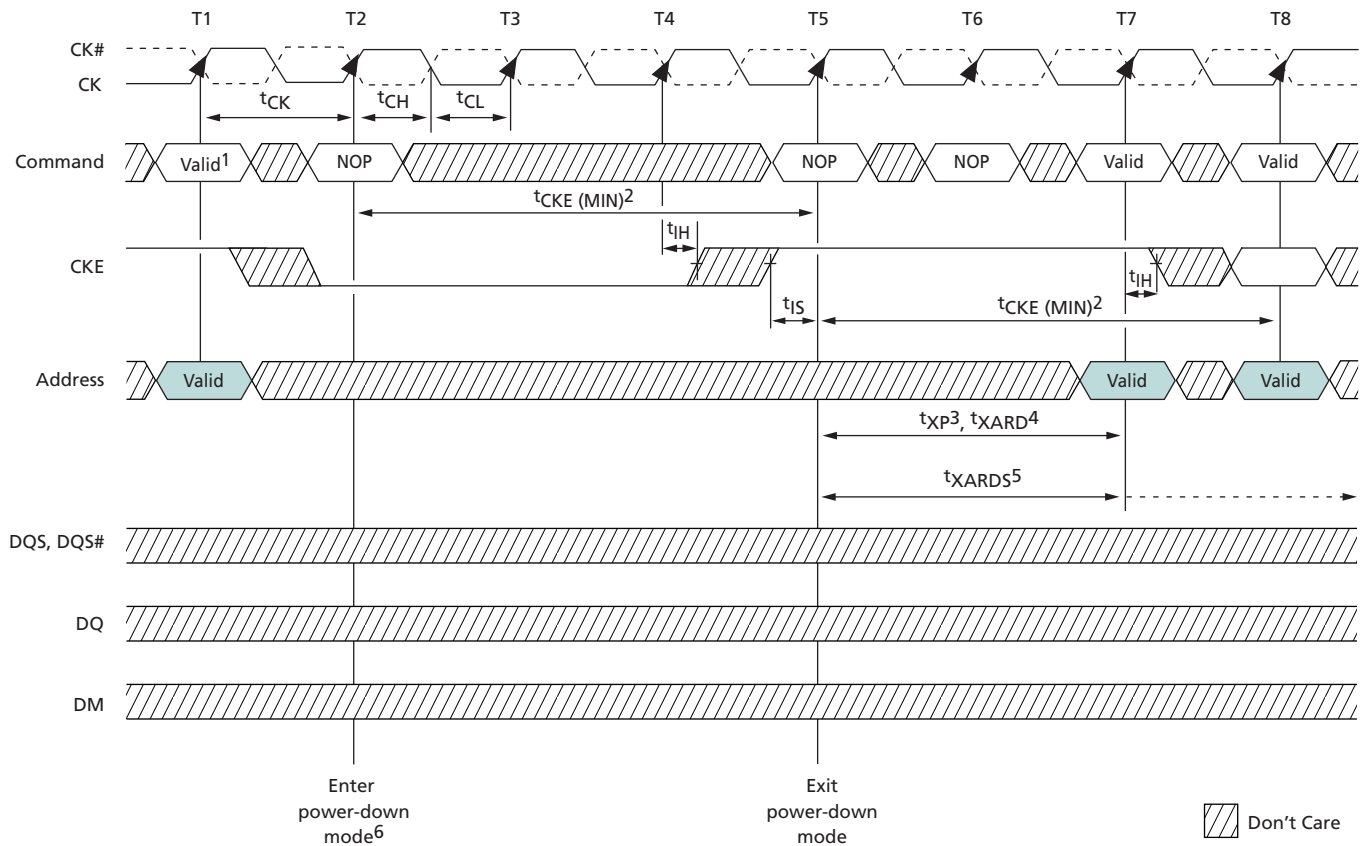 T1 T2 T3 T4 T5 T6 T7 T8
CK#
CK
tCK tCH tCL
Command Valid1 NOP NOP NOP Valid Valid
tCKE (MIN)2
tIH
CKE
tIH
tIS tCKE (MIN)2
Address Valid Valid Valid
tXP3, tXARD4
tXARDS5
DQS, DQS#
DQ
DM
Enter
power-down
mode6
Exit
power-down
mode
Don't Care